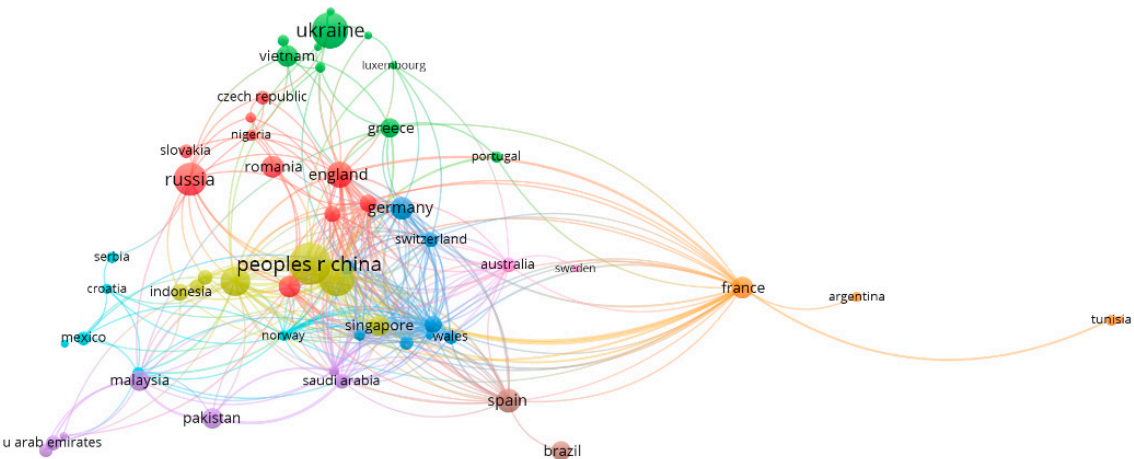 ukraine
vietnam
luxembourg
czech republic
greece
nigeria
slovakia
portugal
romania
england
russia
germany
switzerland
serbia
peoples r china
australia
sweden
croatia
indonesia
france
argentina
tunisia
singapore
mexico
norway
wales
malaysia
saudi arabia
spain
pakistan
u arab emirates
brazil